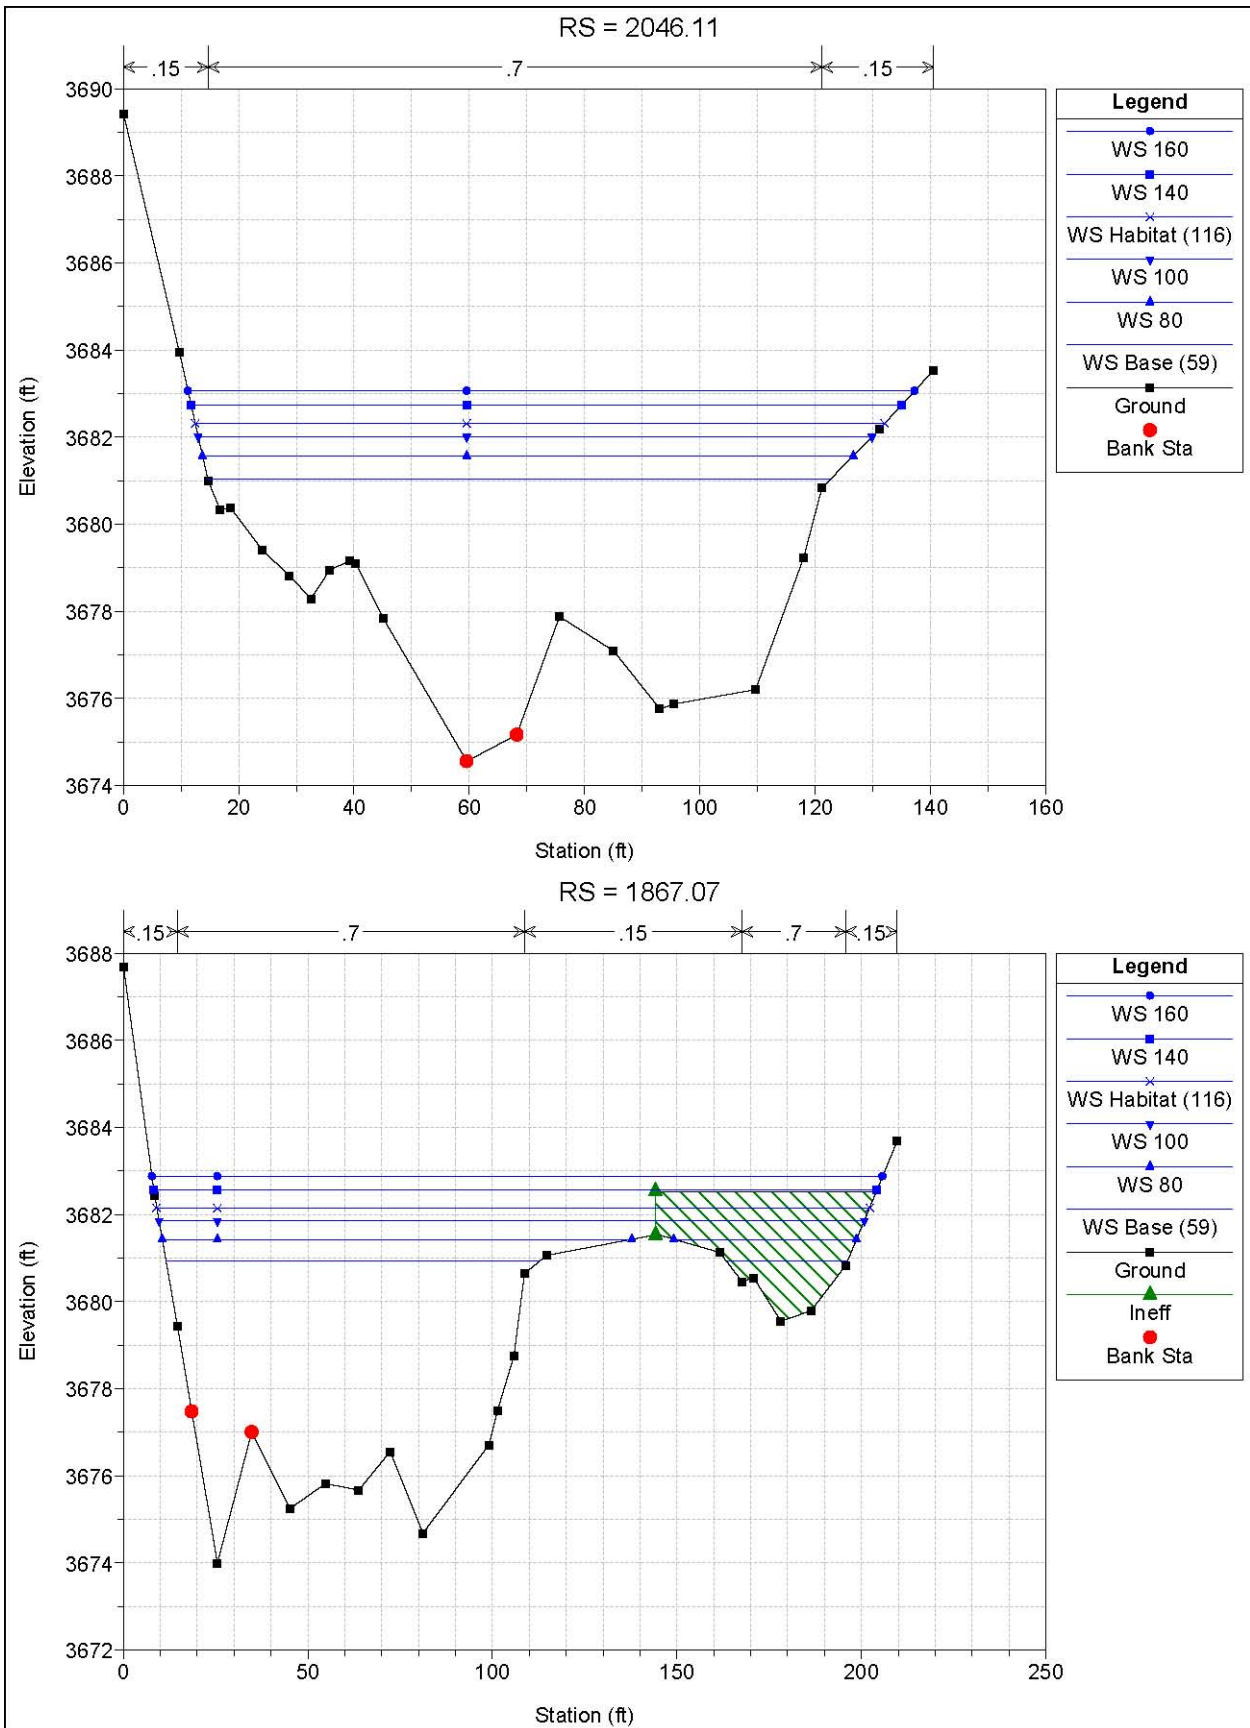 RS = 2046.11
.15 .7 .15
3690
3688
3686
3684
3682
3680
3678
3676
3674
Elevation (ft)
0 20 40 60 80 100 120 140 160
Station (ft)
Legend
WS 160
WS 140
WS Habitat (116)
WS 100
WS 80
WS Base (59)
Ground
Bank Sta
RS = 1867.07
.15 .7 .15 .7 .15
3688
3686
3684
3682
3680
3678
3676
3674
3672
Elevation (ft)
0 50 100 150 200 250
Station (ft)
Legend
WS 160
WS 140
WS Habitat (116)
WS 100
WS 80
WS Base (59)
Ground
Ineff
Bank Sta